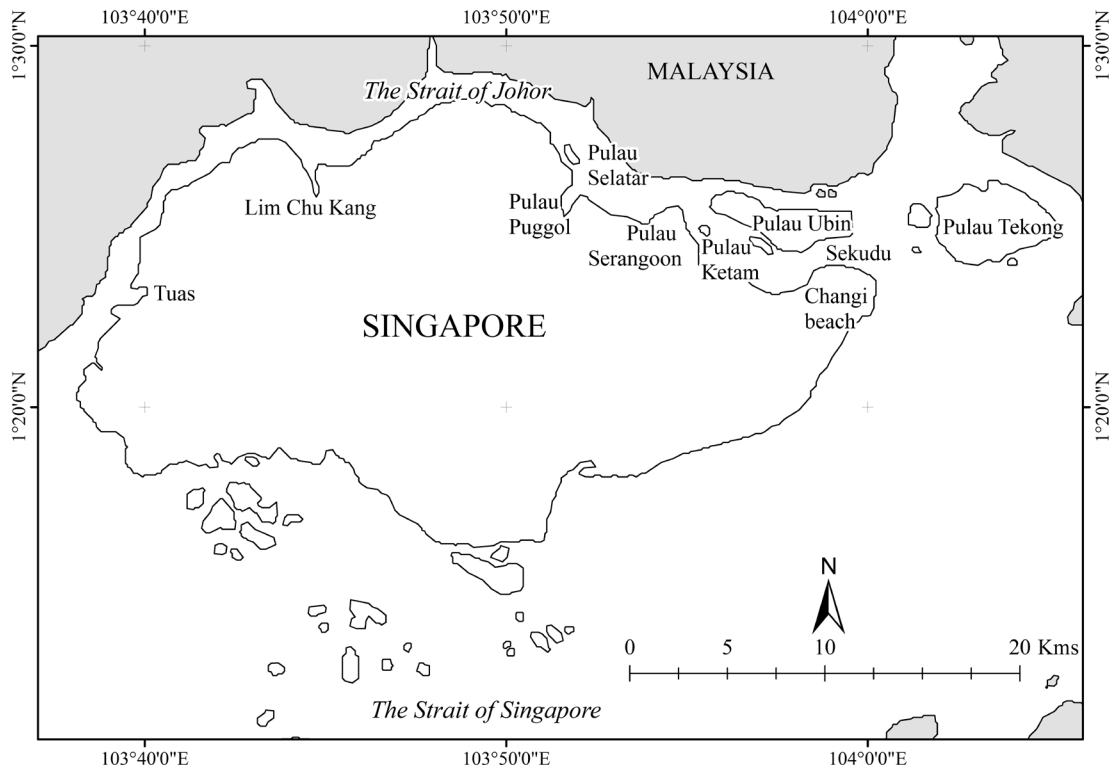 103°40'0"E
103°50'0"E
104°0'0"E
1°30'0"N
1°30'0"N
MALAYSIA
The Strait of Johor
Pulau
Selatar
Lim Chu Kang
Pulau
Puggol
Pulau
Serangoon
Pulau
Ketam
Pulau Ubin
Sekudu
Pulau Tekong
Changi
beach
Tuas
SINGAPORE
1°20'0"N
1°20'0"N
N
0 5 10 20 Kms
The Strait of Singapore
103°40'0"E
103°50'0"E
104°0'0"E